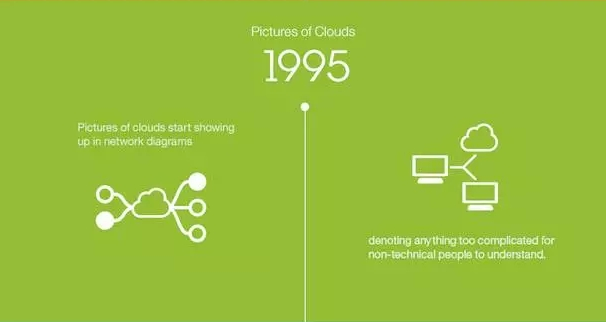 Pictures of Clouds
1995
Pictures of clouds start showing
up in network diagrams
denoting anything too complicated for
non-technical people to understand.